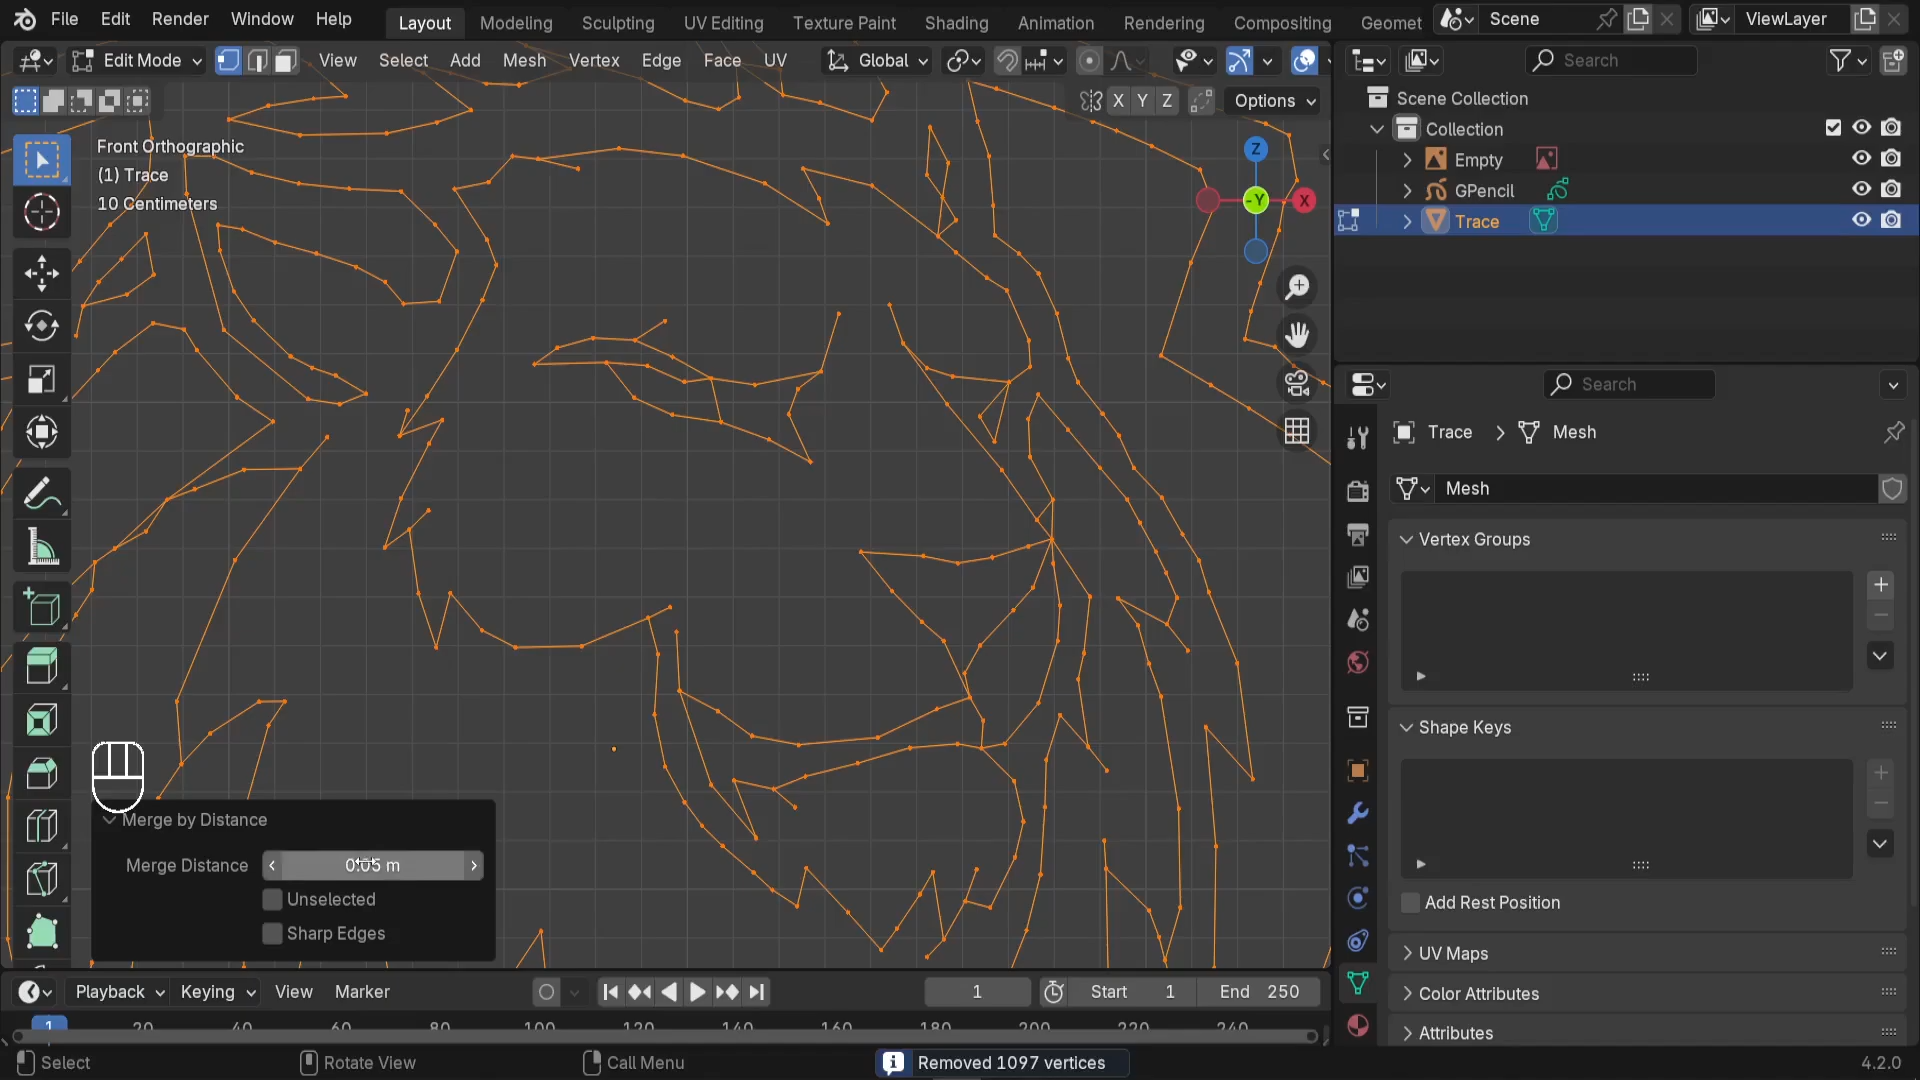 File Edit Render Window Help Layout Modeling Sculpting UV Editing Texture Paint Shading Animation Rendering Compositing Geomet Scene ViewLayer
Edit Mode View Select Add Mesh Vertex Edge Face UV Global
X Y Z Options
Front Orthographic
(1) Trace
10 Centimeters
Z
-Y
X
Search
Scene Collection
Collection
Empty
GPencil
Trace
Search
Trace > Mesh
Mesh
Vertex Groups
Shape Keys
Add Rest Position
UV Maps
Color Attributes
Attributes
Merge by Distance
Merge Distance 0.05 m
Unselected
Sharp Edges
Playback Keying View Marker 1 Start 1 End 250
1 20 40 60 80 100 120 140 160 180 200 220 240
Select Rotate View Call Menu Removed 1097 vertices 4.2.0